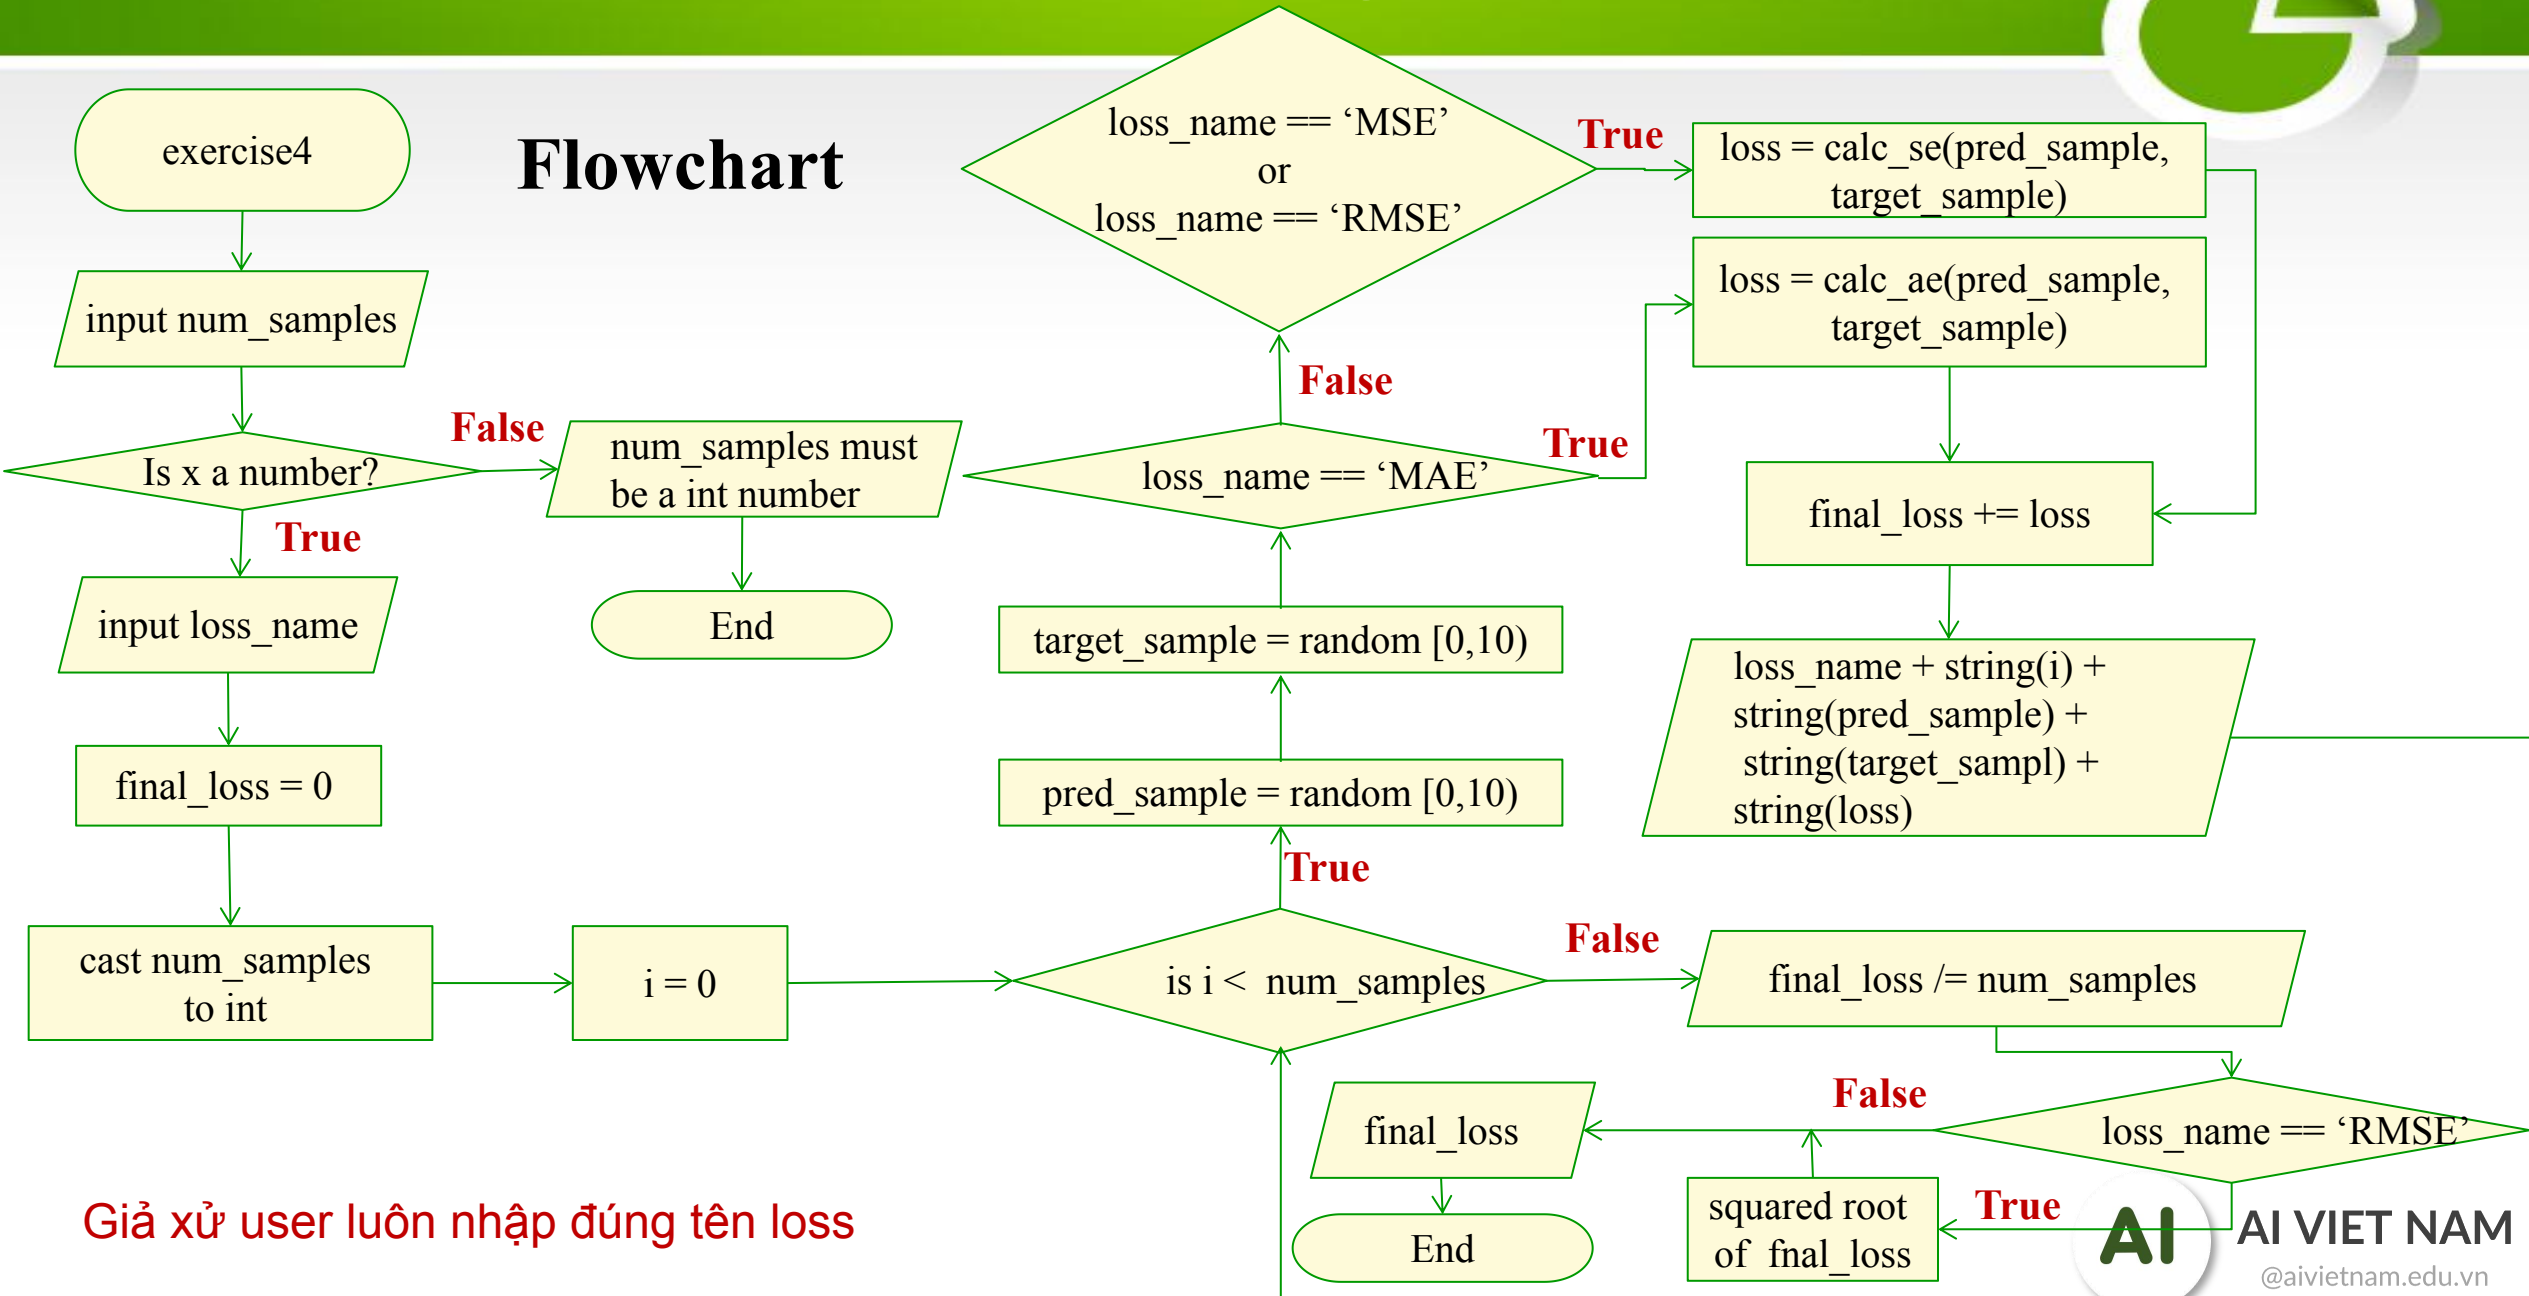 exercise4
Flowchart
input num_samples
Is x a number?
False
num_samples must
be a int number
End
True
input loss_name
final_loss = 0
cast num_samples
to int
i = 0
is i < num_samples
True
pred_sample = random [0,10)
target_sample = random [0,10)
loss_name == ‘MAE’
False
True
loss_name == ‘MSE’
or
loss_name == ‘RMSE’
True
loss = calc_se(pred_sample,
target_sample)
loss = calc_ae(pred_sample,
target_sample)
final_loss += loss
loss_name + string(i) +
string(pred_sample) +
string(target_sampl) +
string(loss)
False
final_loss /= num_samples
loss_name == ‘RMSE’
False
True
squared root
of fnal_loss
final_loss
End
Giả xử user luôn nhập đúng tên loss
AI
AI VIET NAM
@aivietnam.edu.vn